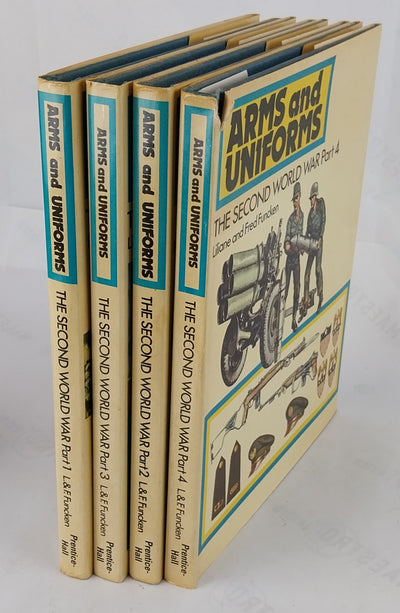 ARMS and UNIFORMS
THE SECOND WORLD WAR Part 1 L.&F. Funcken
Prentice-
Hall
ARMS and UNIFORMS
THE SECOND WORLD WAR Part 3 L.&F. Funcken
Prentice-
Hall
ARMS and UNIFORMS
THE SECOND WORLD WAR Part 2 L.&F. Funcken
Prentice-
Hall
ARMS and UNIFORMS
THE SECOND WORLD WAR Part 4 L.&F. Funcken
Prentice-
Hall
ARMS and
UNIFORMS
THE SECOND WORLD WAR Part 4
Liliane and Fred Funcken